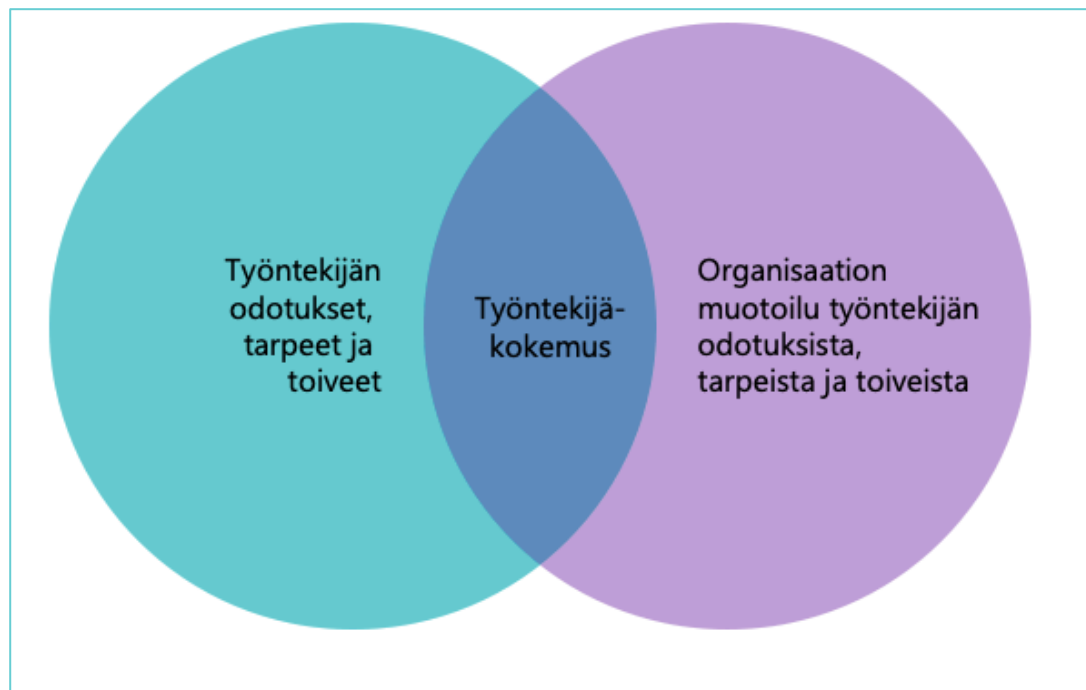 Työntekijän
odotukset,
tarpeet ja
toiveet
Työntekijä-
kokemus
Organisaation
muotoilu työntekijän
odotuksista,
tarpeista ja toiveista